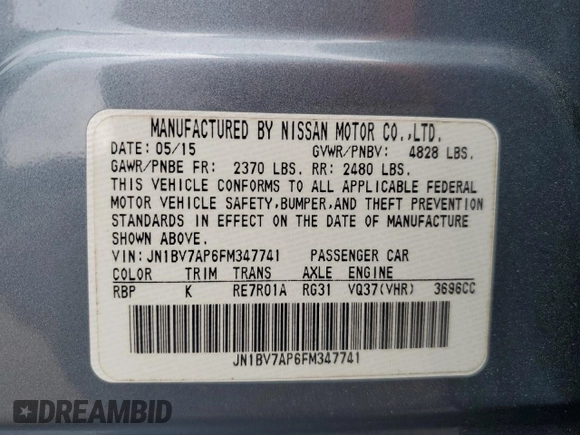 MANUFACTURED BY NISSAN MOTOR CO.,LTD.
DATE: 05/15 GVWR/PNBV: 4828 LBS.
GAWR/PNBE FR: 2370 LBS. RR: 2480 LBS.
THIS VEHICLE CONFORMS TO ALL APPLICABLE FEDERAL
MOTOR VEHICLE SAFETY,BUMPER,AND THEFT PREVENTION
STANDARDS IN EFFECT ON THE DATE OF MANUFACTURE
SHOWN ABOVE.
VIN: JN1BV7AP6FM347741 PASSENGER CAR
COLOR TRIM TRANS AXLE ENGINE
RBP K RE7R01A RG31 VQ37(VHR) 3696CC
JN1BV7AP6FM347741
DREAMBID